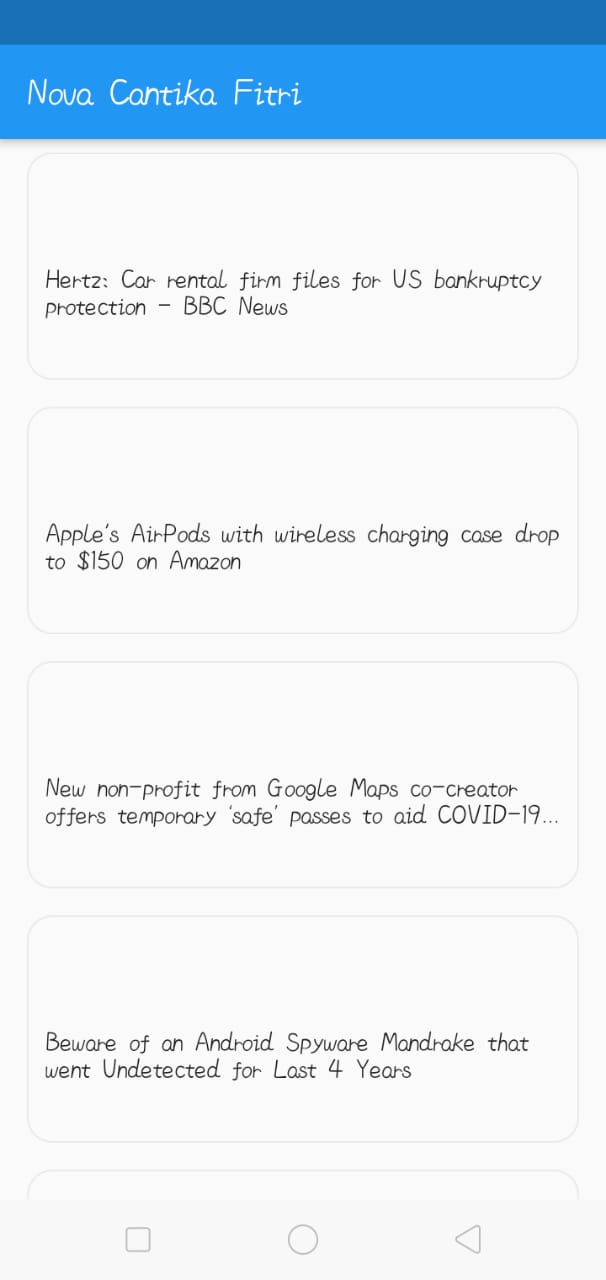 Nova Cantika Fitri
Hertz: Car rental firm files for US bankruptcy
protection - BBC News
Apple's AirPods with wireless charging case drop
to $150 on Amazon
New non-profit from Google Maps co-creator
offers temporary ‘safe’ passes to aid COVID-19...
Beware of an Android Spyware Mandrake that
went Undetected for Last 4 Years